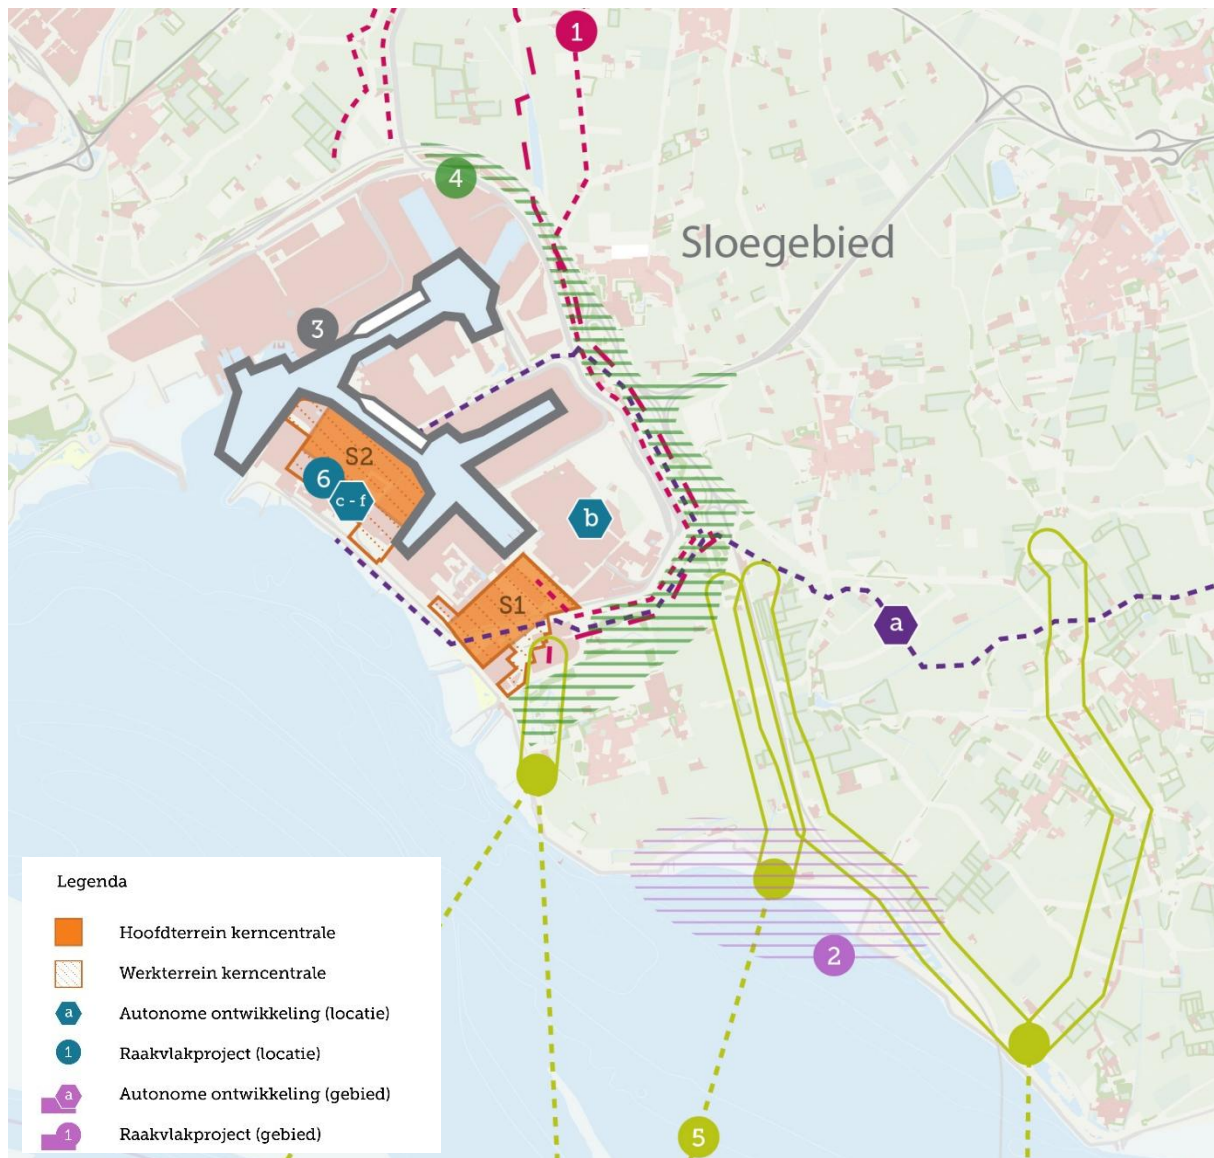 1
4
Sloegebied
3
S2
6
c - f
b
S1
a
2
5
Legenda
Hoofdterrein kerncentrale
Werkterrein kerncentrale
a Autonome ontwikkeling (locatie)
1 Raakvlakproject (locatie)
a Autonome ontwikkeling (gebied)
1 Raakvlakproject (gebied)